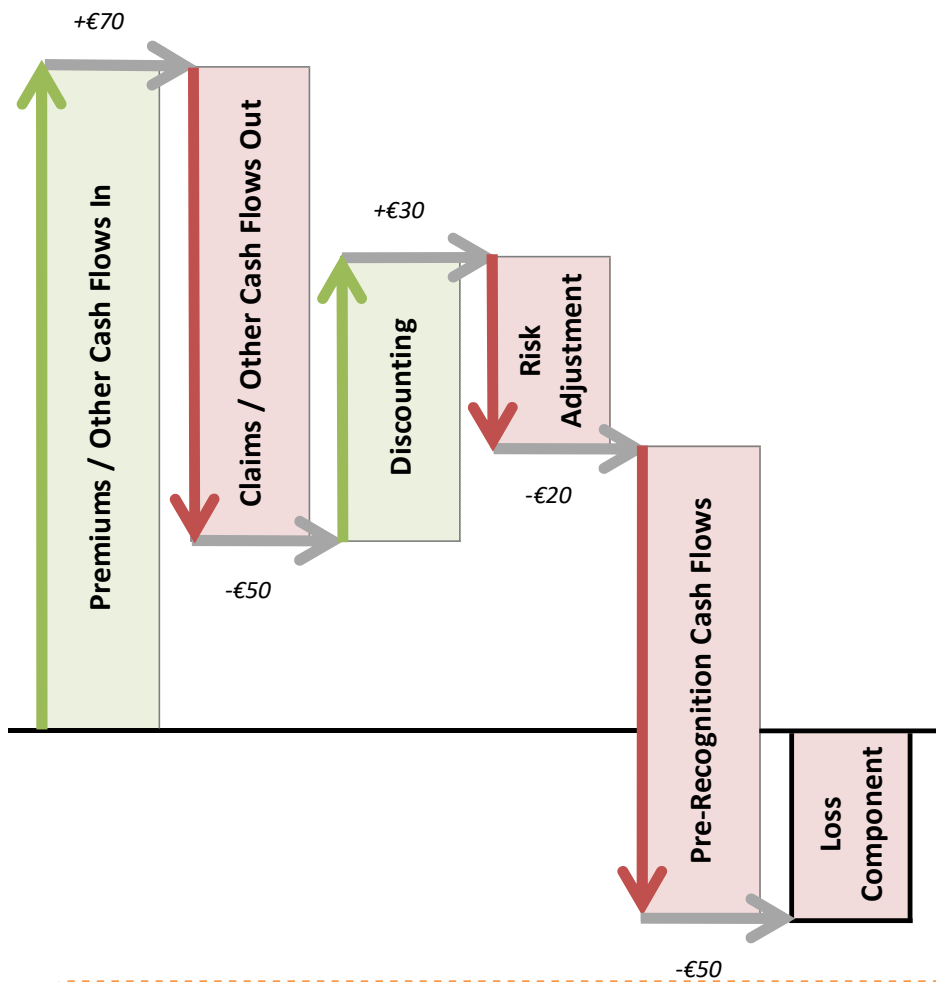 +€70
Premiums / Other Cash Flows In
Claims / Other Cash Flows Out
-€50
+€30
Discounting
Risk
Adjustment
-€20
Pre-Recognition Cash Flows
-€50
Loss
Component